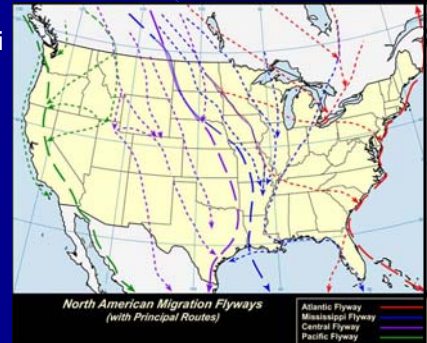 i
North American Migration Flyways
(with Principal Routes)
Atlantic Flyway
Mississippi Flyway
Central Flyway
Pacific Flyway